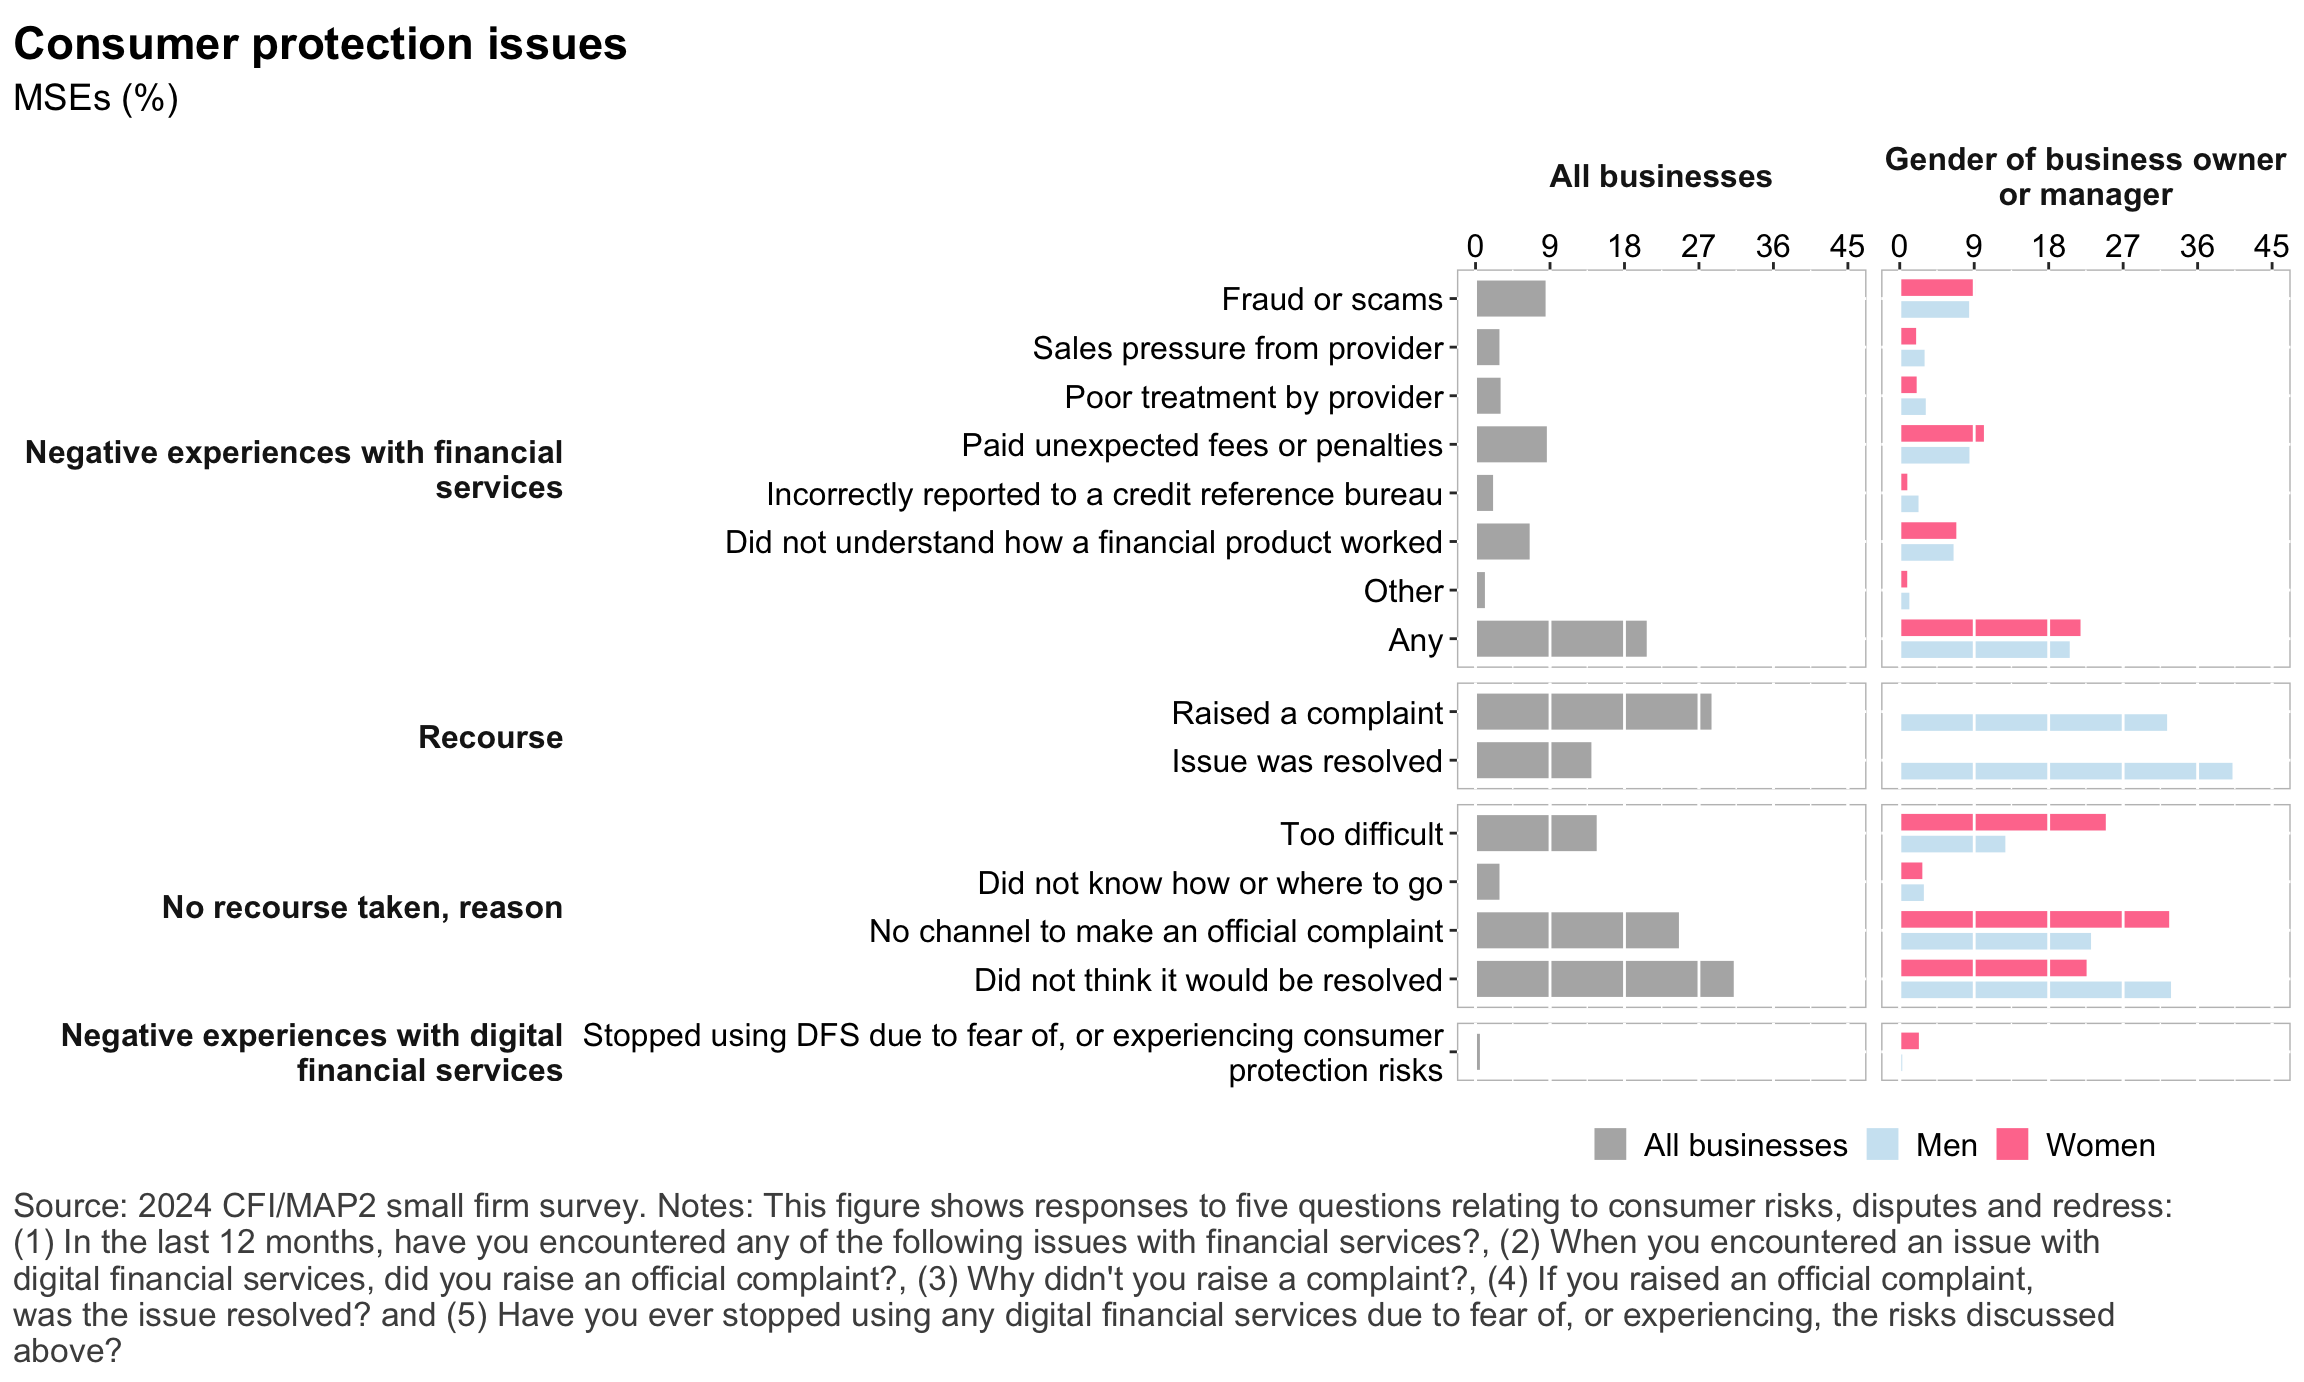 Consumer protection issues
MSEs (%)
All businesses
Gender of business owner
or manager
0 9 18 27 36 45
0 9 18 27 36 45
Negative experiences with financial
services
Fraud or scams
Sales pressure from provider
Poor treatment by provider
Paid unexpected fees or penalties
Incorrectly reported to a credit reference bureau
Did not understand how a financial product worked
Other
Any
Recourse
Raised a complaint
Issue was resolved
No recourse taken, reason
Too difficult
Did not know how or where to go
No channel to make an official complaint
Did not think it would be resolved
Negative experiences with digital
financial services
Stopped using DFS due to fear of, or experiencing consumer
protection risks
All businesses Men Women
Source: 2024 CFI/MAP2 small firm survey. Notes: This figure shows responses to five questions relating to consumer risks, disputes and redress:
(1) In the last 12 months, have you encountered any of the following issues with financial services?, (2) When you encountered an issue with
digital financial services, did you raise an official complaint?, (3) Why didn't you raise a complaint?, (4) If you raised an official complaint,
was the issue resolved? and (5) Have you ever stopped using any digital financial services due to fear of, or experiencing, the risks discussed
above?